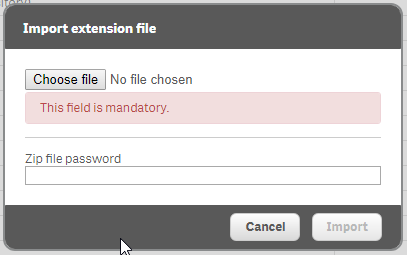 Import extension file
Choose file No file chosen
This field is mandatory.
Zip file password
Cancel Import